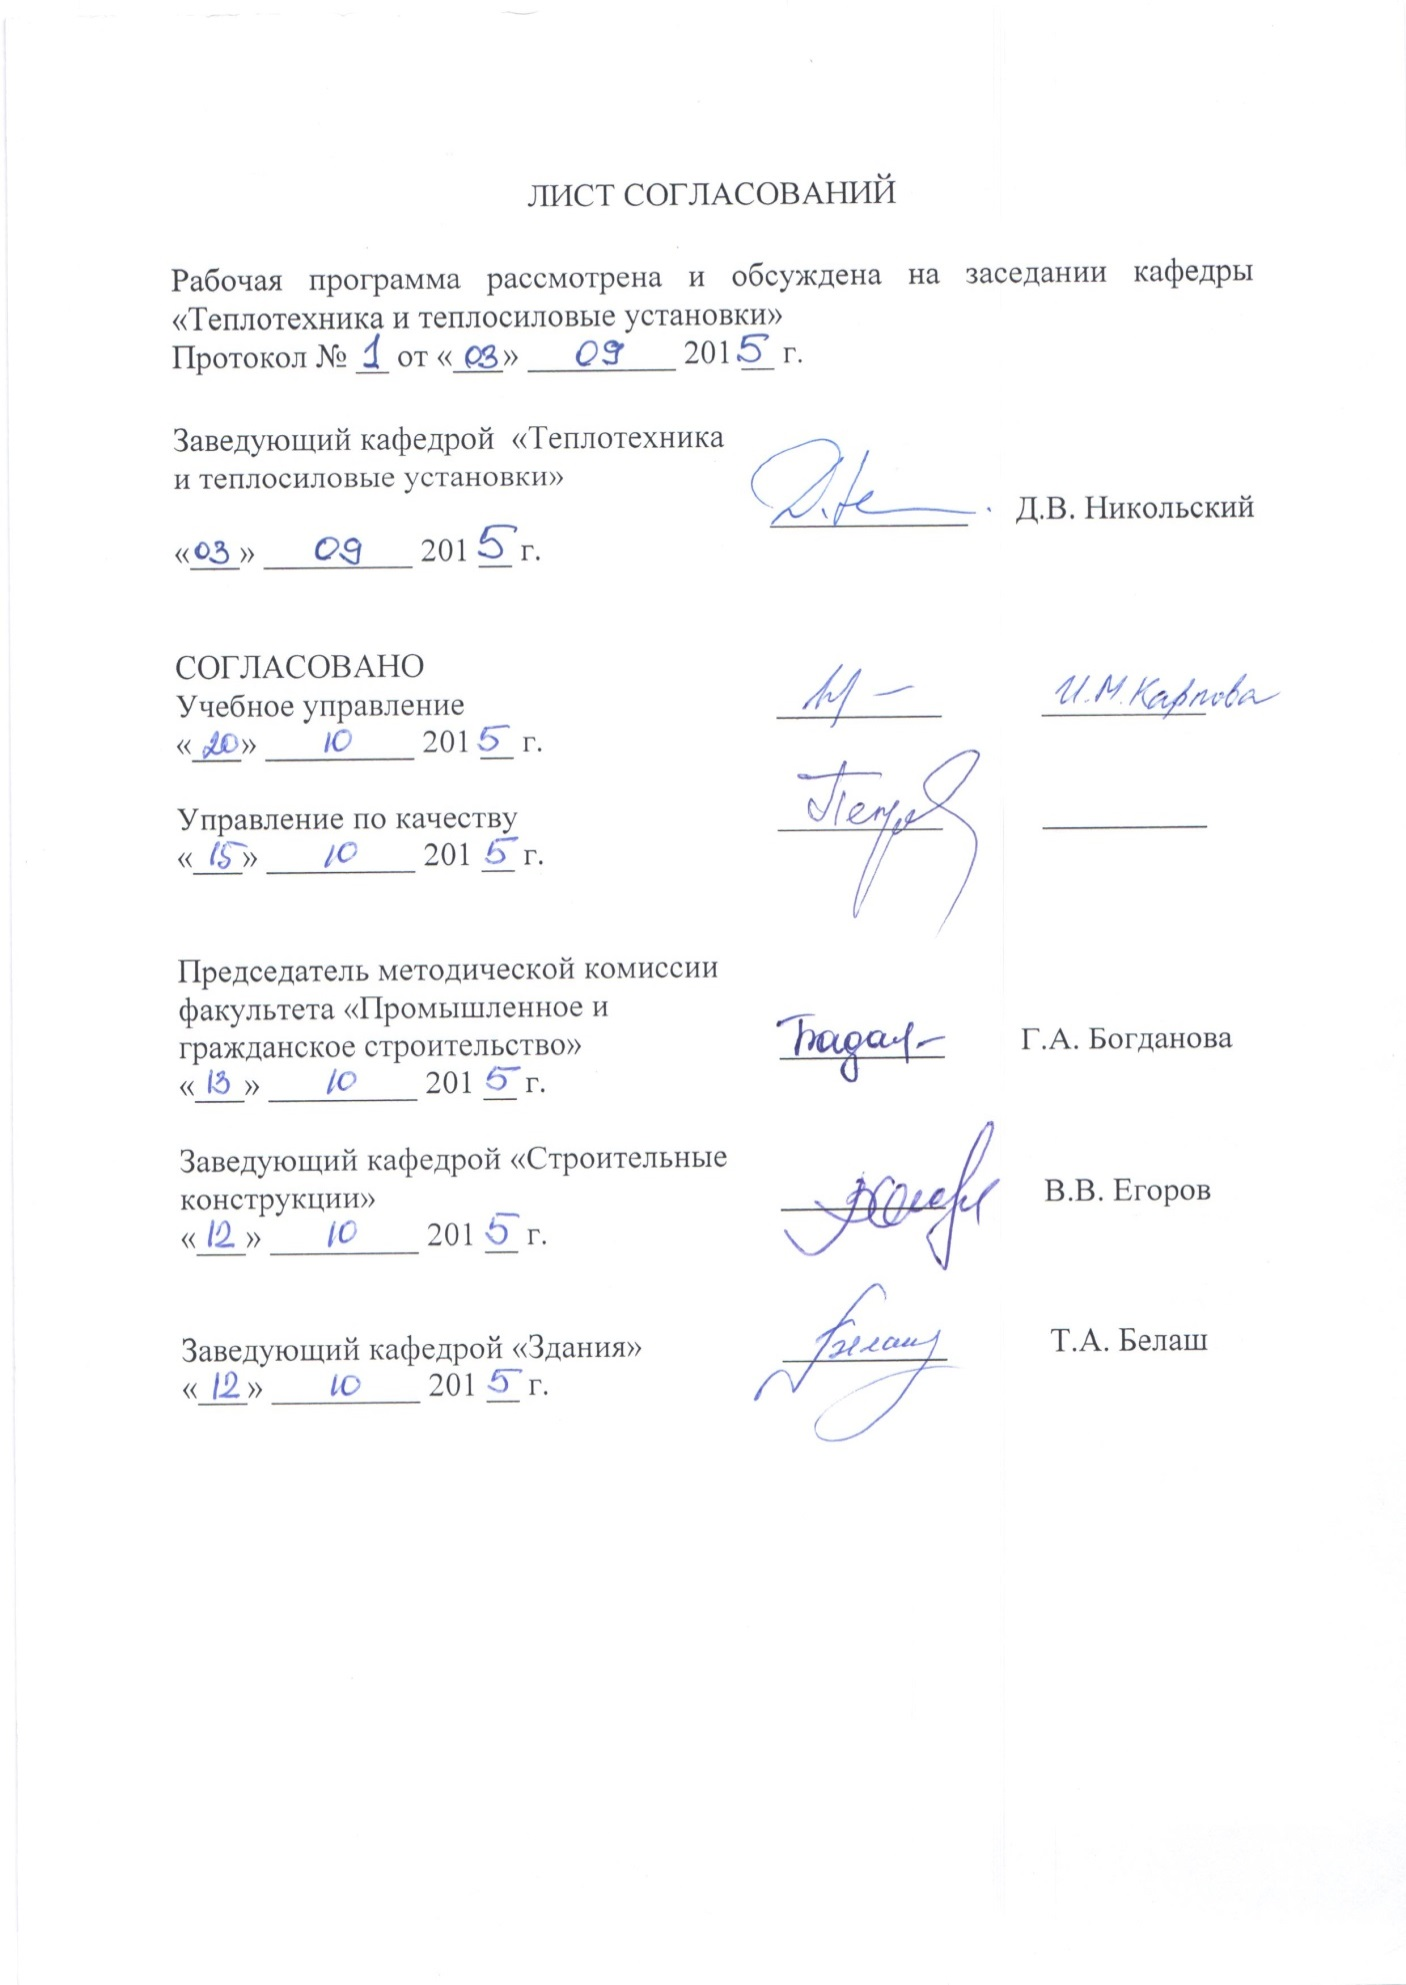 ЛИСТ СОГЛАСОВАНИЙ
Рабочая программа рассмотрена и обсуждена на заседании кафедры
«Теплотехника и теплосиловые установки»
Протокол № 1 от «03» 09 2015 г.
Заведующий кафедрой «Теплотехника
и теплосиловые установки»
Д.В. Никольский
«03» 09 2015 г.
СОГЛАСОВАНО
Учебное управление И.М. Карпова
«20» 10 2015 г.
Управление по качеству
«15» 10 2015 г.
Председатель методической комиссии
факультета «Промышленное и
гражданское строительство» Г.А. Богданова
«13» 10 2015 г.
Заведующий кафедрой «Строительные
конструкции» В.В. Егоров
«12» 10 2015 г.
Заведующий кафедрой «Здания» Т.А. Белаш
«12» 10 2015 г.